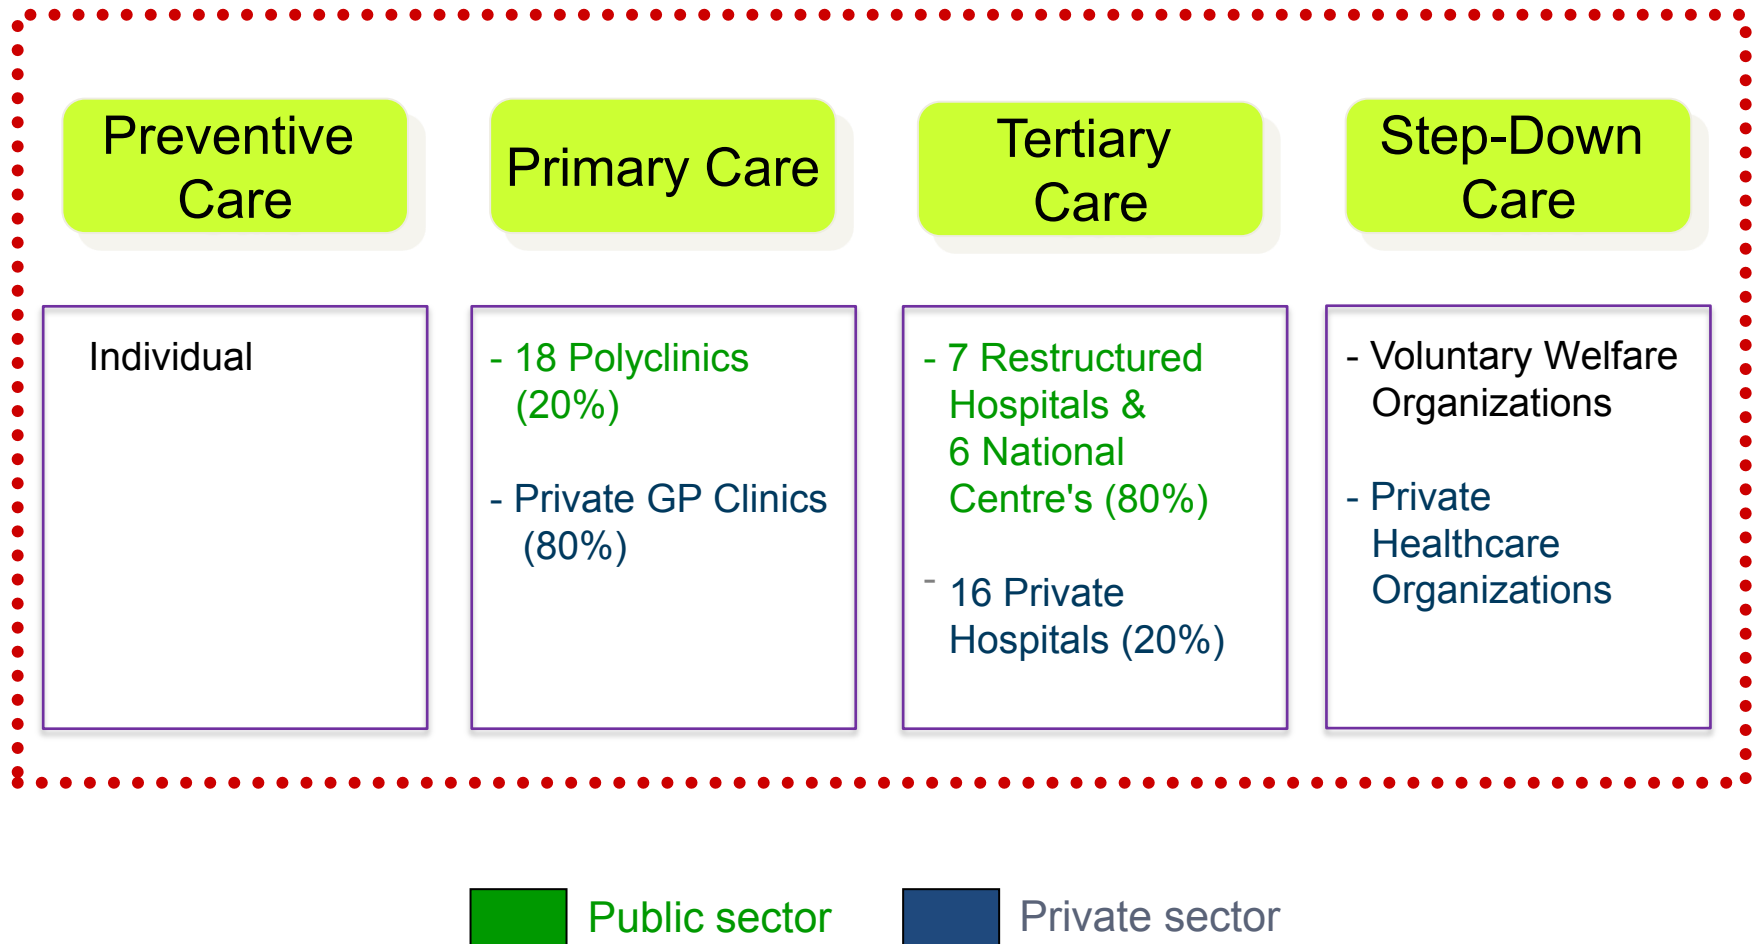 Preventive
Care
Primary Care
Tertiary
Care
Step-Down
Care
Individual
- 18 Polyclinics
(20%)
- Private GP Clinics
(80%)
- 7 Restructured
Hospitals &
6 National
Centre's (80%)
- 16 Private
Hospitals (20%)
- Voluntary Welfare
Organizations
- Private
Healthcare
Organizations
Public sector
Private sector